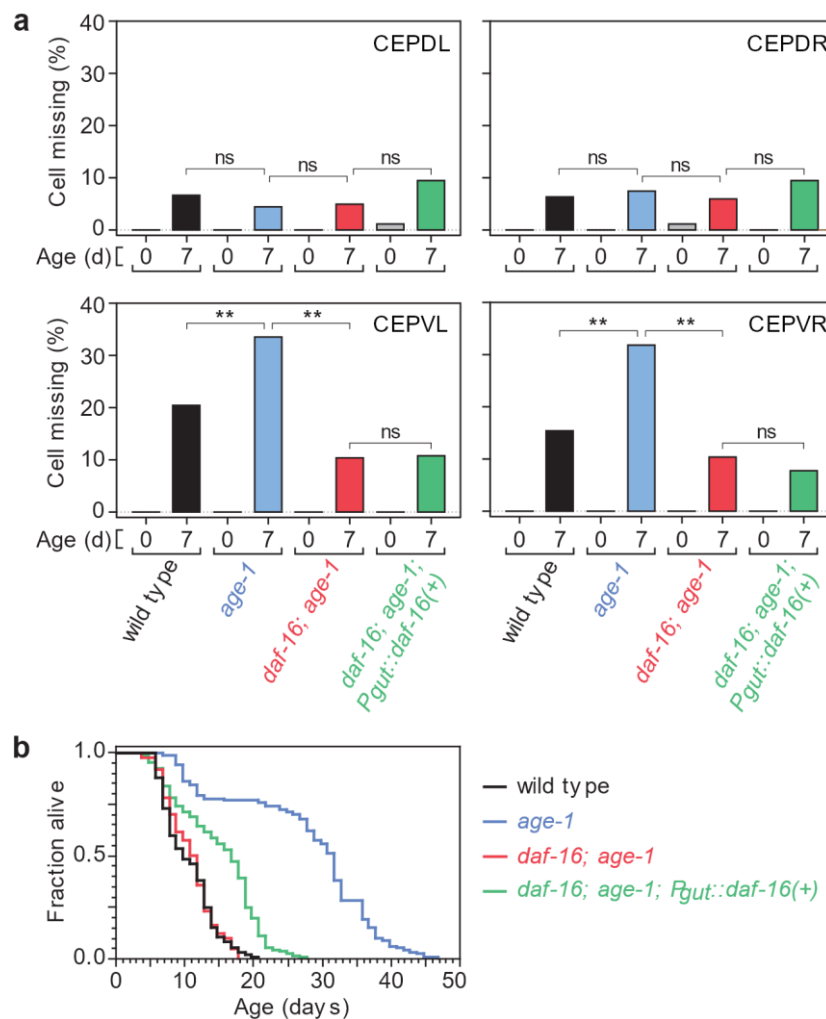 a
CEPDL
CEPDR
Cell missing (%)
40
30
20
10
0
ns
ns
ns
ns
ns
ns
Age (d)
0 7 0 7 0 7 0 7
0 7 0 7 0 7 0 7
CEPVL
CEPVR
Cell missing (%)
40
30
20
10
0
**
**
ns
**
**
ns
Age (d)
0 7 0 7 0 7 0 7
0 7 0 7 0 7 0 7
wild type
age-1
daf-16; age-1
daf-16; age-1;
Pgut::daf-16(+)
wild type
age-1
daf-16; age-1
daf-16; age-1;
Pgut::daf-16(+)
b
Fraction alive
1.0
0.5
0.0
0 10 20 30 40 50
Age (days)
wild type
age-1
daf-16; age-1
daf-16; age-1; Pgut::daf-16(+)